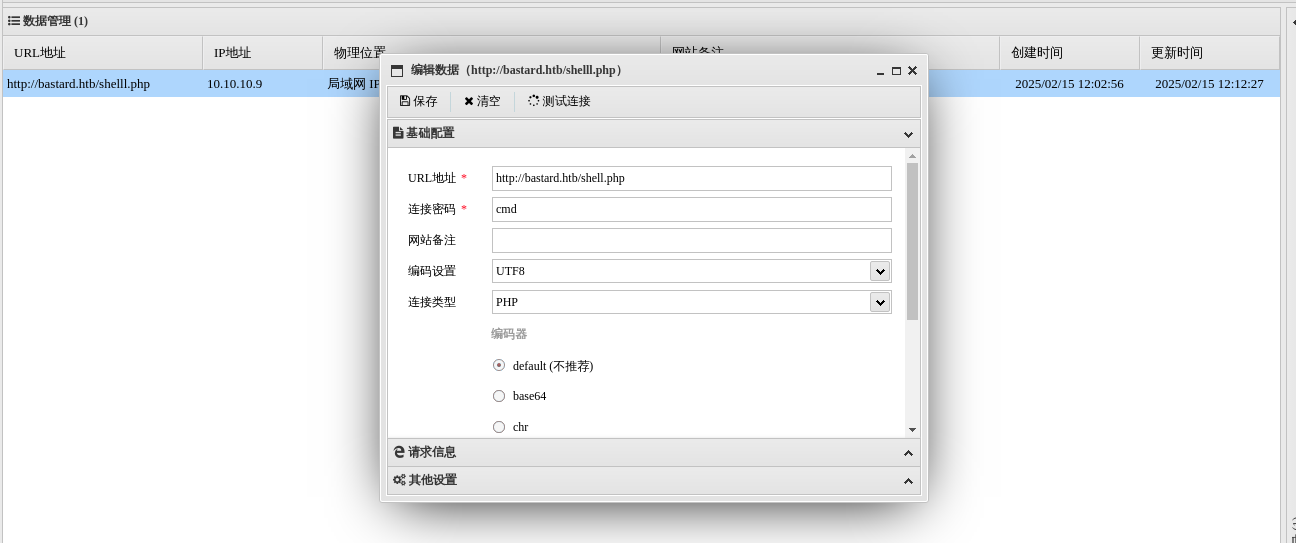 数据管理 (1)
URL地址 IP地址 物理位置 网站备注 创建时间 更新时间
http://bastard.htb/shelll.php 10.10.10.9 局域网 IP 2025/02/15 12:02:56 2025/02/15 12:12:27
编辑数据（http://bastard.htb/shelll.php）
保存 清空 测试连接
基础配置
URL地址 * http://bastard.htb/shell.php
连接密码 * cmd
网站备注
编码设置 UTF8
连接类型 PHP
编码器
default (不推荐)
base64
chr
请求信息
其他设置